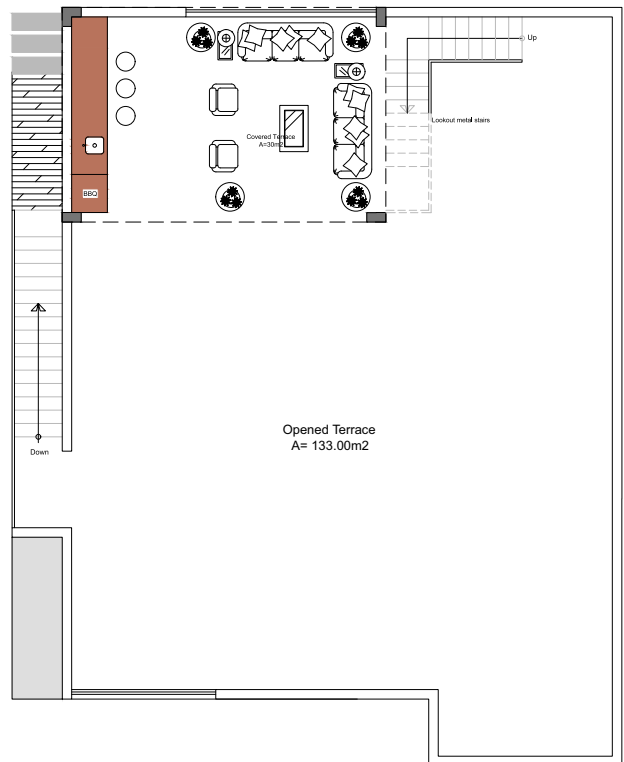 Up
Lookout metal stairs
Covered Terrace
A=30m2
BBQ
Opened Terrace
A= 133.00m2
Down